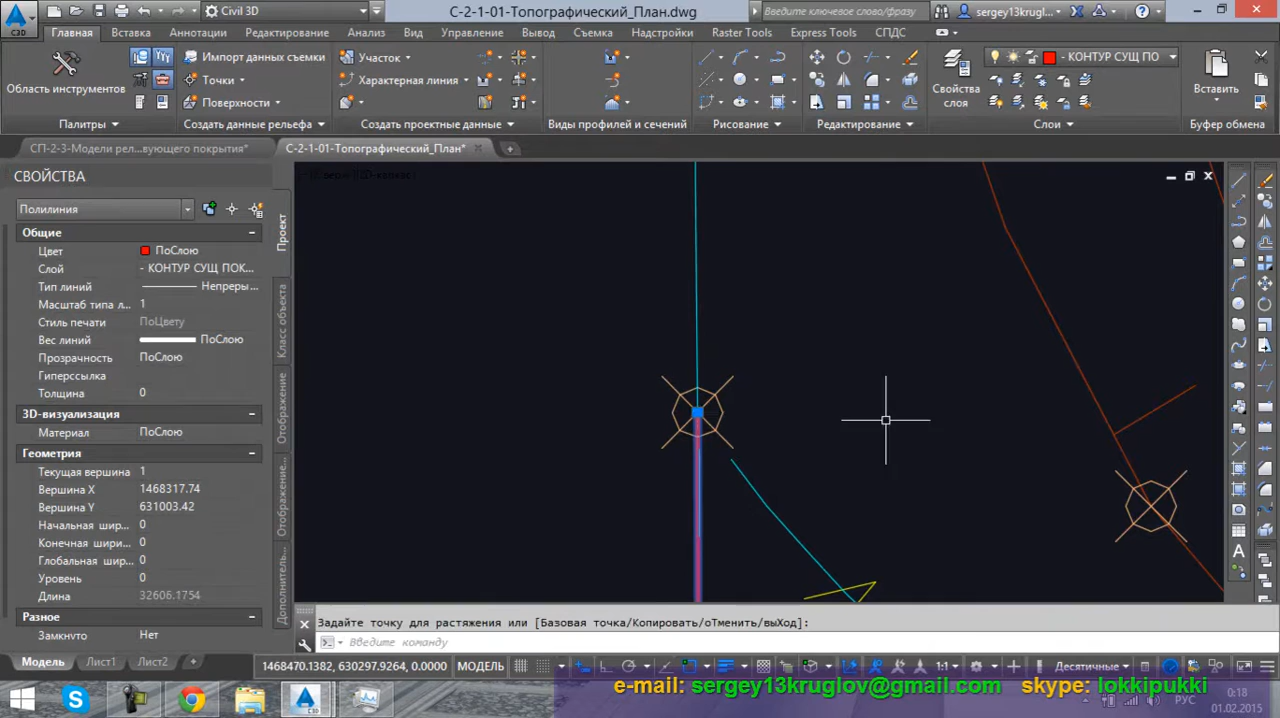 Civil 3D
С-2-1-01-Топографический_План.dwg
Введите ключевое слово/фразу
sergey13kruglo...
C3D
Главная Вставка Аннотации Редактирование Анализ Вид Управление Вывод Съемка Надстройки Raster Tools Express Tools СПДС
Область инструментов
Импорт данных съемки
Точки
Поверхности
Участок
Характерная линия
Свойства слоя
- КОНТУР СУЩ ПО
Вставить
Палитры Создать данные рельефа Создать проектные данные Виды профилей и сечений Рисование Редактирование Слои Буфер обмена
СП-2-3-Модели рел...вующего покрытия*
С-2-1-01-Топографический_План*
СВОЙСТВА
Полилиния
Общие
Цвет ПоСлою
Слой - КОНТУР СУЩ ПОК...
Тип линий Непреры...
Масштаб типа л... 1
Стиль печати ПоЦвету
Вес линий ПоСлою
Прозрачность ПоСлою
Гиперссылка
Толщина 0
3D-визуализация
Материал ПоСлою
Геометрия
Текущая вершина 1
Вершина X 1468317.74
Вершина Y 631003.42
Начальная шир... 0
Конечная шири... 0
Глобальная шир... 0
Уровень 0
Длина 32606.1754
Разное
Замкнуто Нет
Проект
Класс объекта
Отображение
Отображение...
Дополнитель...
Задайте точку для растяжения или [Базовая точка/Копировать/оТменить/выХод]:
Введите команду
Модель Лист1 Лист2
1468470.1382, 630297.9264, 0.0000 МОДЕЛЬ
1:1
Десятичные
e-mail: sergey13kruglov@gmail.com skype: lokkipukki
РУС
0:18
01.02.2015